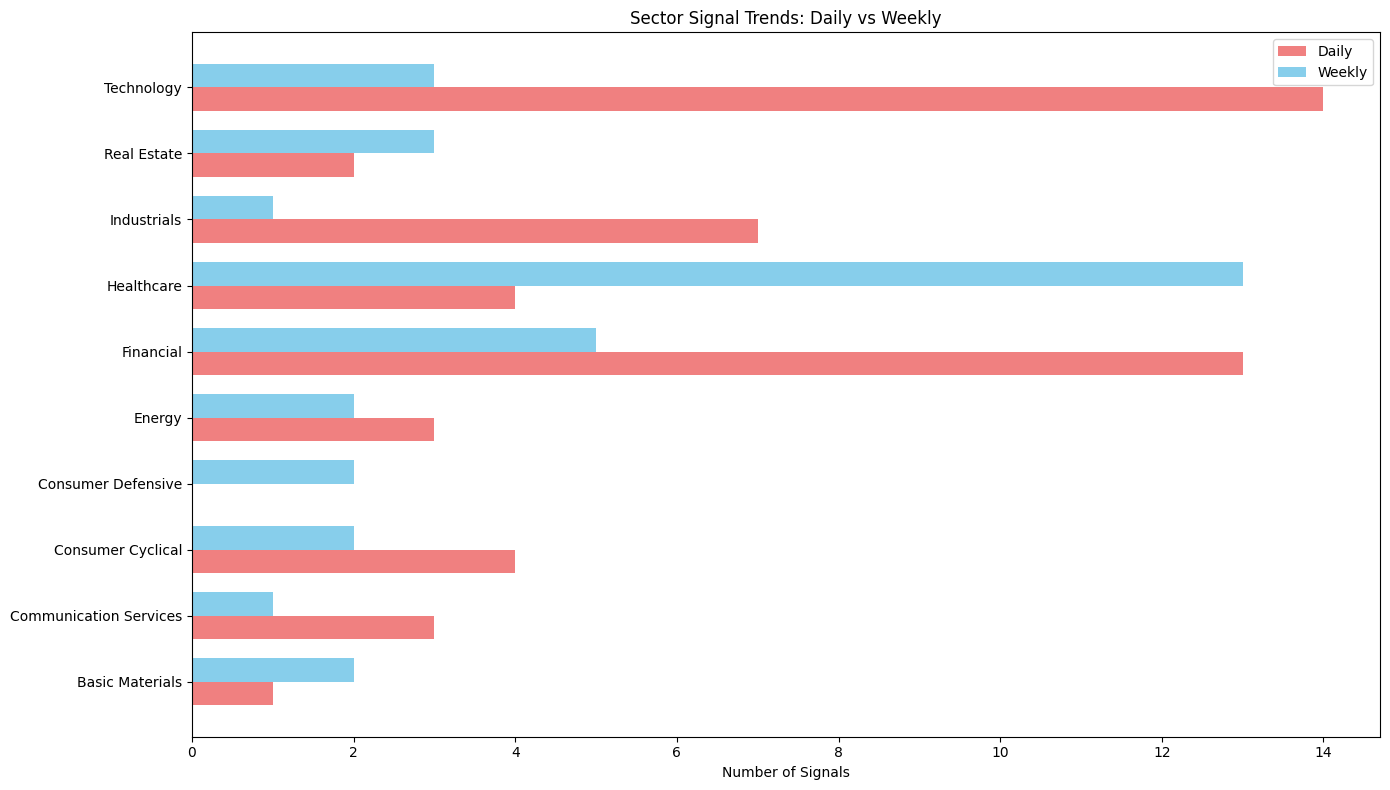 Sector Signal Trends: Daily vs Weekly
Daily
Weekly
Technology
Real Estate
Industrials
Healthcare
Financial
Energy
Consumer Defensive
Consumer Cyclical
Communication Services
Basic Materials
0 2 4 6 8 10 12 14
Number of Signals